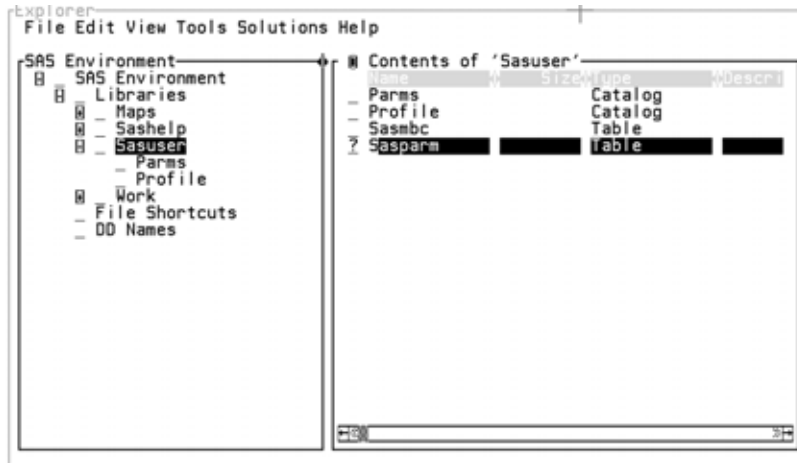 Explorer
File Edit View Tools Solutions Help
SAS Environment
_ SAS Environment
_ Libraries
_ Maps
_ Sashelp
_ Sasuser
_ Parms
_ Profile
_ Work
_ File Shortcuts
_ DD Names
Contents of 'Sasuser'
Name Size Type Descri
_ Parms Catalog
_ Profile Catalog
_ Sasmbc Table
? Sasparm Table